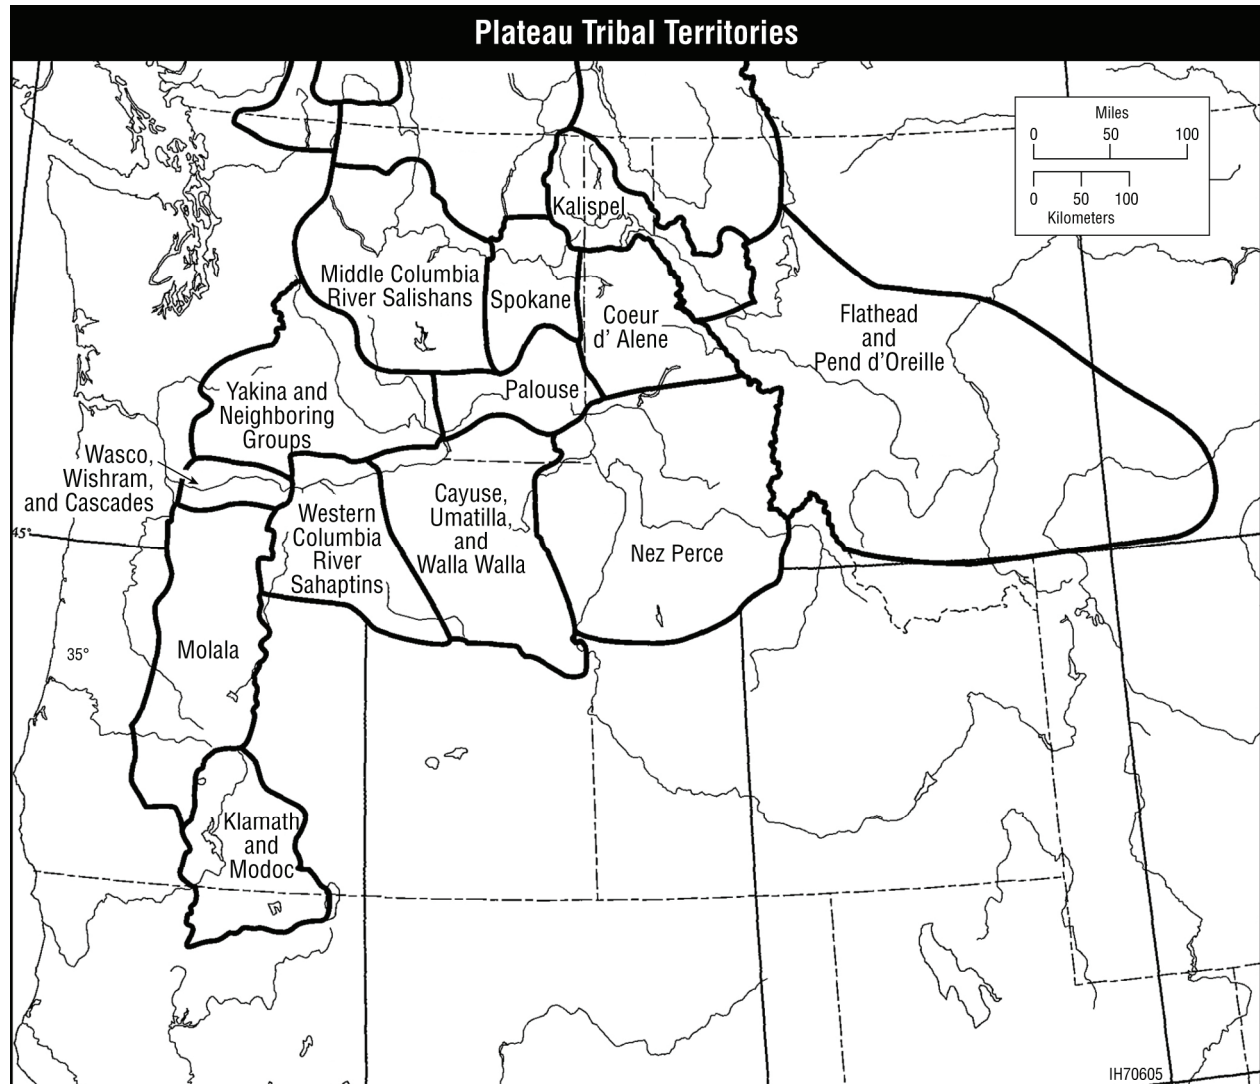 Plateau Tribal Territories
Miles
0 50 100
0 50 100
Kilometers
Kalispel
Middle Columbia
River Salishans
Spokane
Coeur
d' Alene
Flathead
and
Pend d'Oreille
Yakina and
Neighboring
Groups
Palouse
Wasco,
Wishram,
and Cascades
Western
Columbia
River
Sahaptins
Cayuse,
Umatilla,
and
Walla Walla
Nez Perce
45°
Molala
35°
Klamath
and
Modoc
IH70605